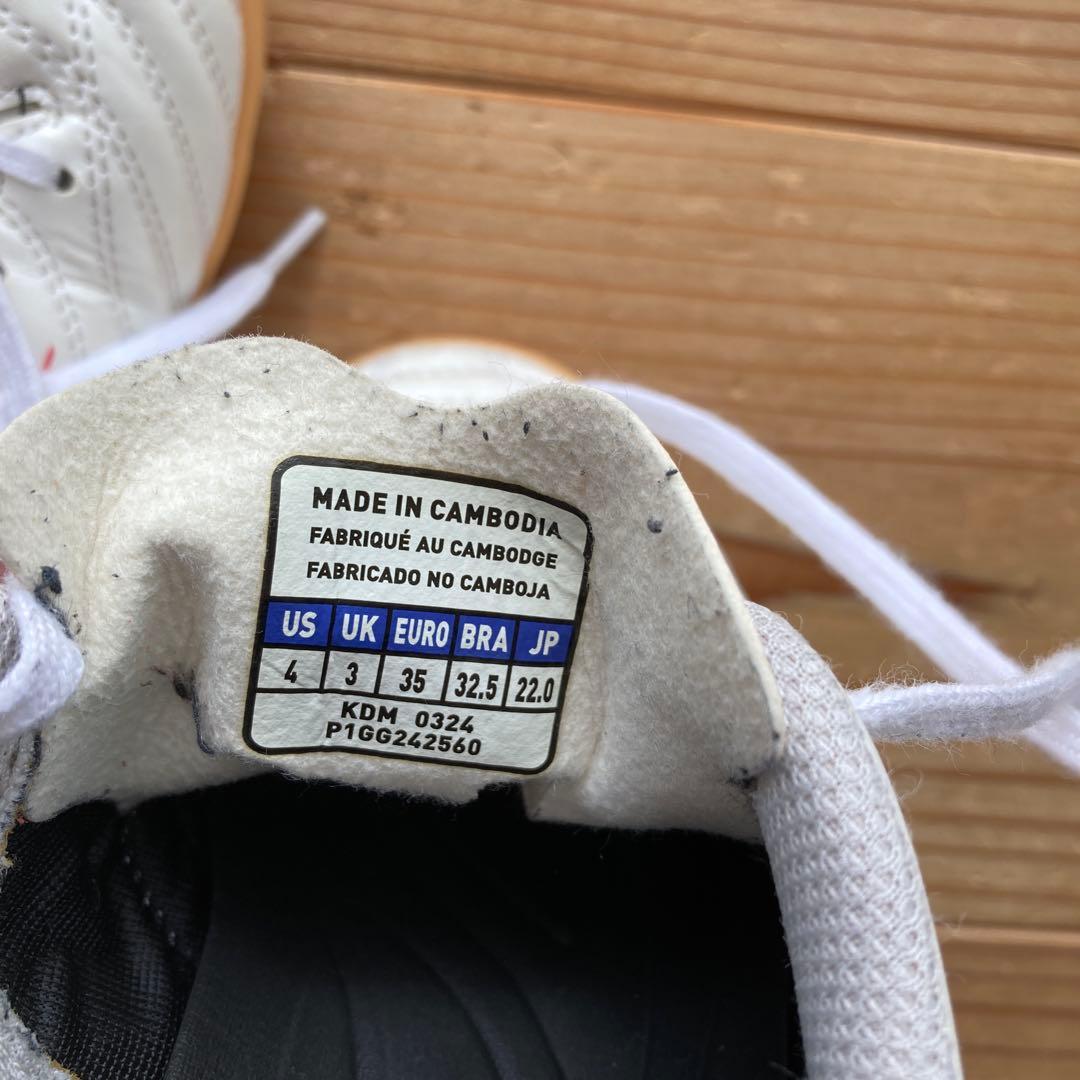 MADE IN CAMBODIA
FABRIQUÉ AU CAMBODGE
FABRICADO NO CAMBOJA
US UK EURO BRA JP
4 3 35 32.5 22.0
KDM 0324
P1GG242560